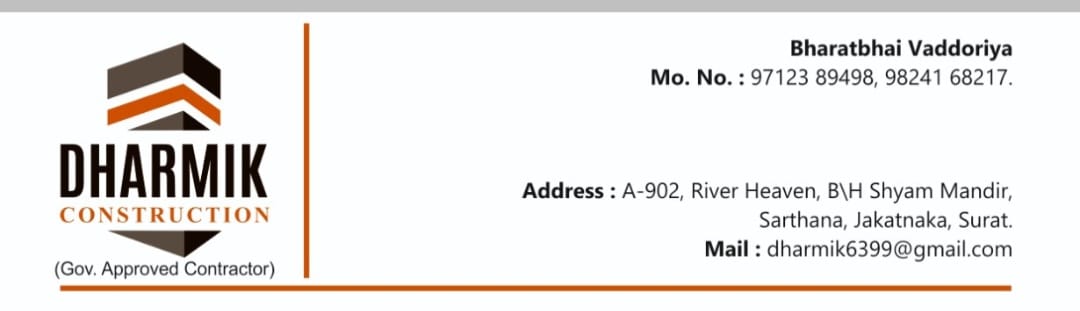 DHARMIK
CONSTRUCTION
(Gov. Approved Contractor)
Bharatbhai Vaddoriya
Mo. No. : 97123 89498, 98241 68217.
Address : A-902, River Heaven, B\H Shyam Mandir,
Sarthana, Jakatnaka, Surat.
Mail : dharmik6399@gmail.com